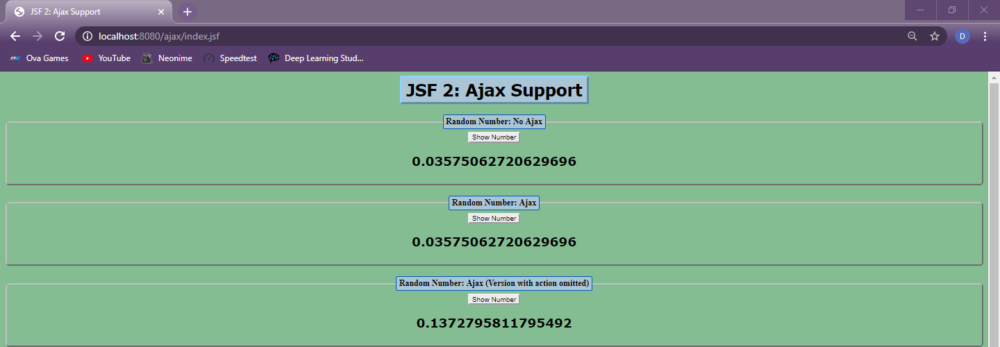 JSF 2: Ajax Support
localhost:8080/ajax/index.jsf
D
Ova Games YouTube Neonime Speedtest Deep Learning Stud...
JSF 2: Ajax Support
Random Number: No Ajax
Show Number
0.03575062720629696
Random Number: Ajax
Show Number
0.03575062720629696
Random Number: Ajax (Version with action omitted)
Show Number
0.1372795811795492